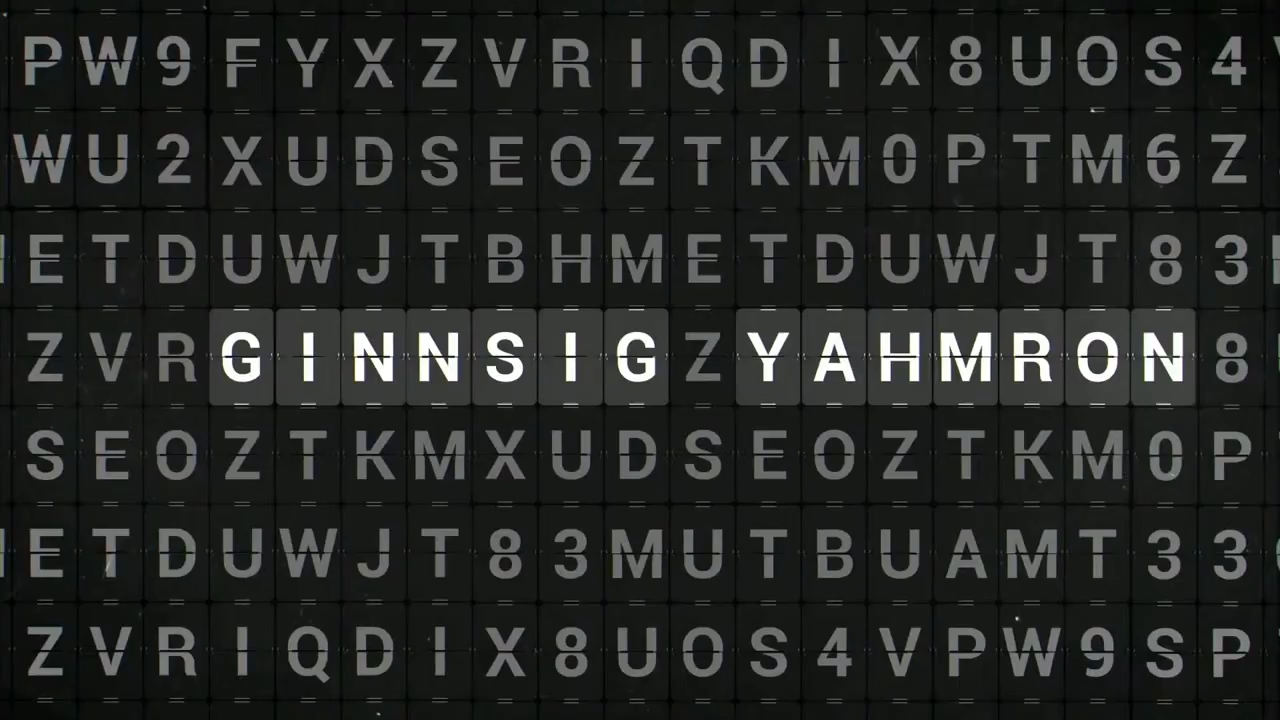 PW9FYXZVRIQDIX8UOS4
WU2XUDSEOZTKM0PTM6Z
ETDUWJTBHMETDUWJT83
ZVRGINNSIGZYAHMRON8
SEOZTKMXUDSEOZTKM0P
ETDUWJT83MUTBUAMT33
ZVRIQDIX8UOS4VPW9SP